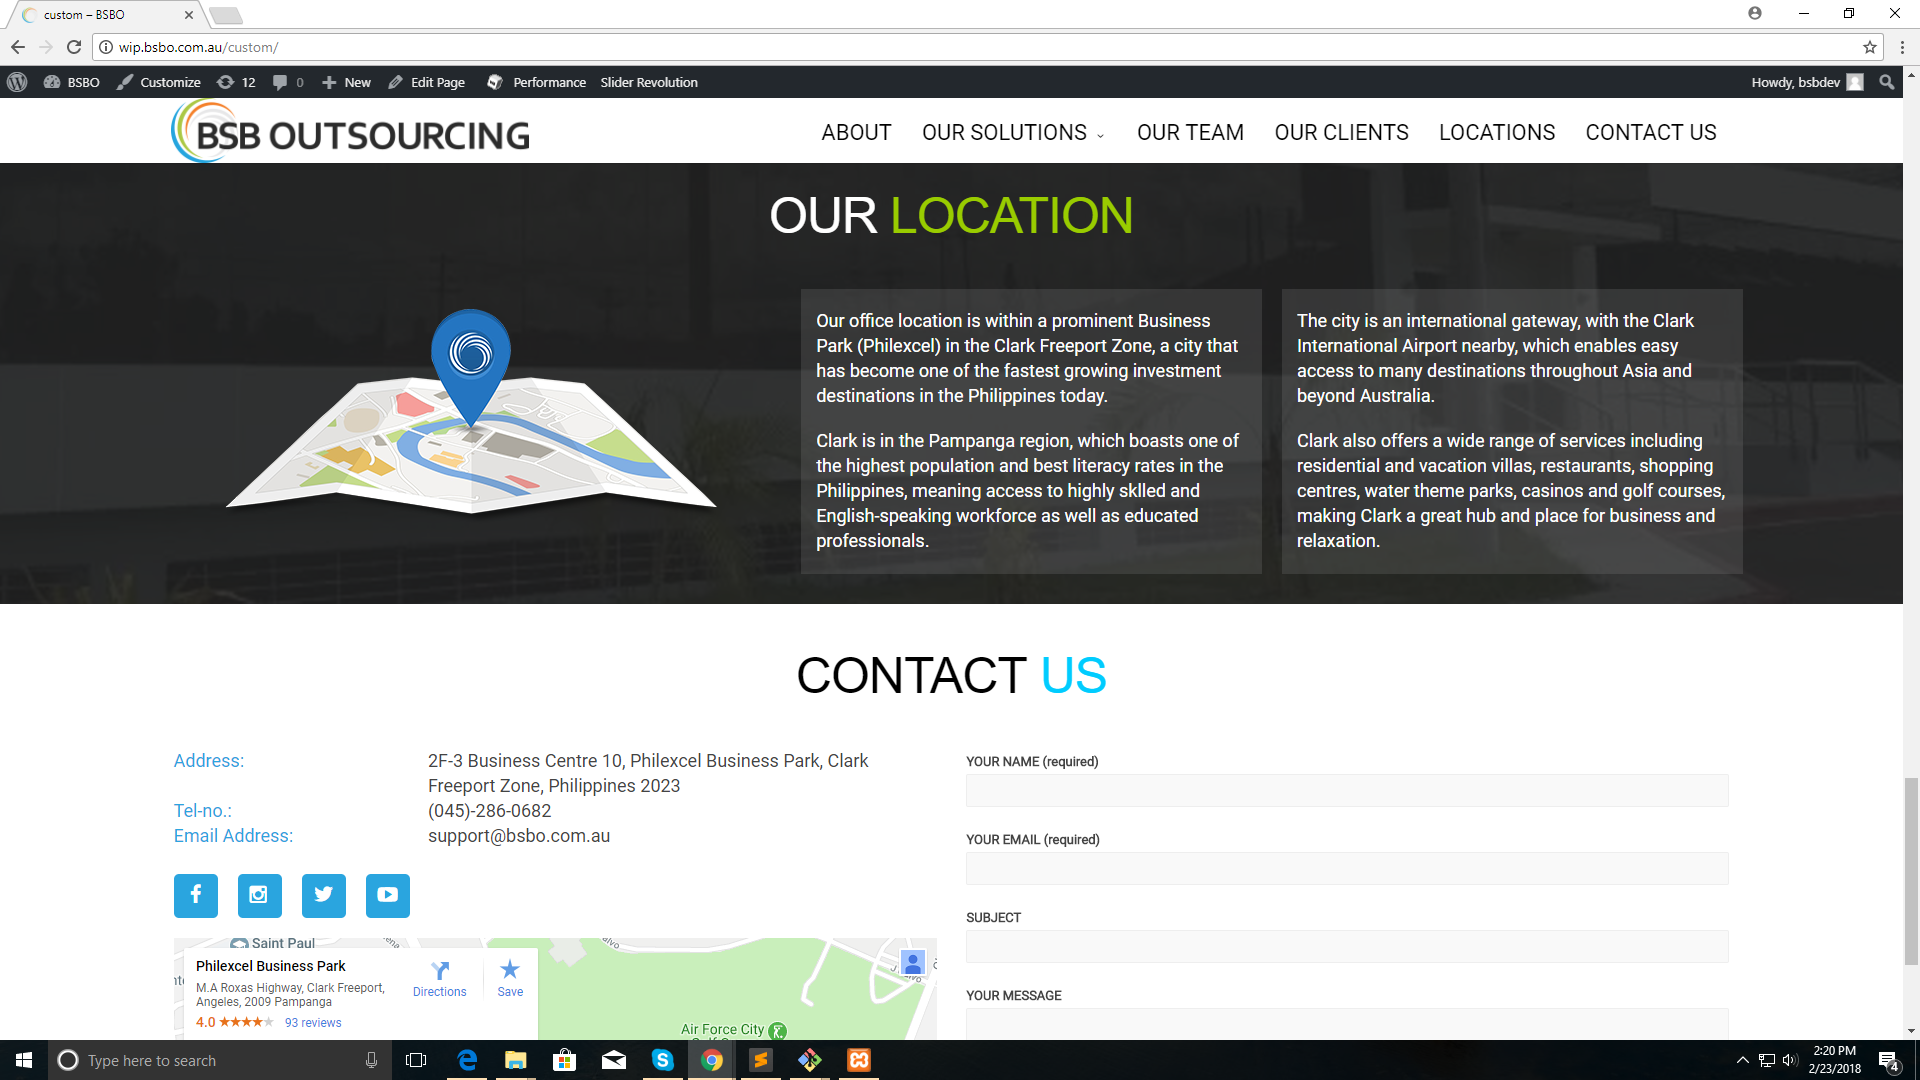 custom – BSBO
wip.bsbo.com.au/custom/
BSBO Customize 12 0 New Edit Page Performance Slider Revolution Howdy, bsbdev
BSB OUTSOURCING
ABOUT OUR SOLUTIONS OUR TEAM OUR CLIENTS LOCATIONS CONTACT US
OUR LOCATION
Our office location is within a prominent Business
Park (Philexcel) in the Clark Freeport Zone, a city that
has become one of the fastest growing investment
destinations in the Philippines today.
Clark is in the Pampanga region, which boasts one of
the highest population and best literacy rates in the
Philippines, meaning access to highly sklled and
English-speaking workforce as well as educated
professionals.
The city is an international gateway, with the Clark
International Airport nearby, which enables easy
access to many destinations throughout Asia and
beyond Australia.
Clark also offers a wide range of services including
residential and vacation villas, restaurants, shopping
centres, water theme parks, casinos and golf courses,
making Clark a great hub and place for business and
relaxation.
CONTACT US
Address: 2F-3 Business Centre 10, Philexcel Business Park, Clark
Freeport Zone, Philippines 2023
Tel-no.: (045)-286-0682
Email Address: support@bsbo.com.au
Saint Paul
Philexcel Business Park
M.A Roxas Highway, Clark Freeport,
Angeles, 2009 Pampanga
4.0 93 reviews
Directions
Save
Air Force City
YOUR NAME (required)
YOUR EMAIL (required)
SUBJECT
YOUR MESSAGE
Type here to search
2:20 PM
2/23/2018
4